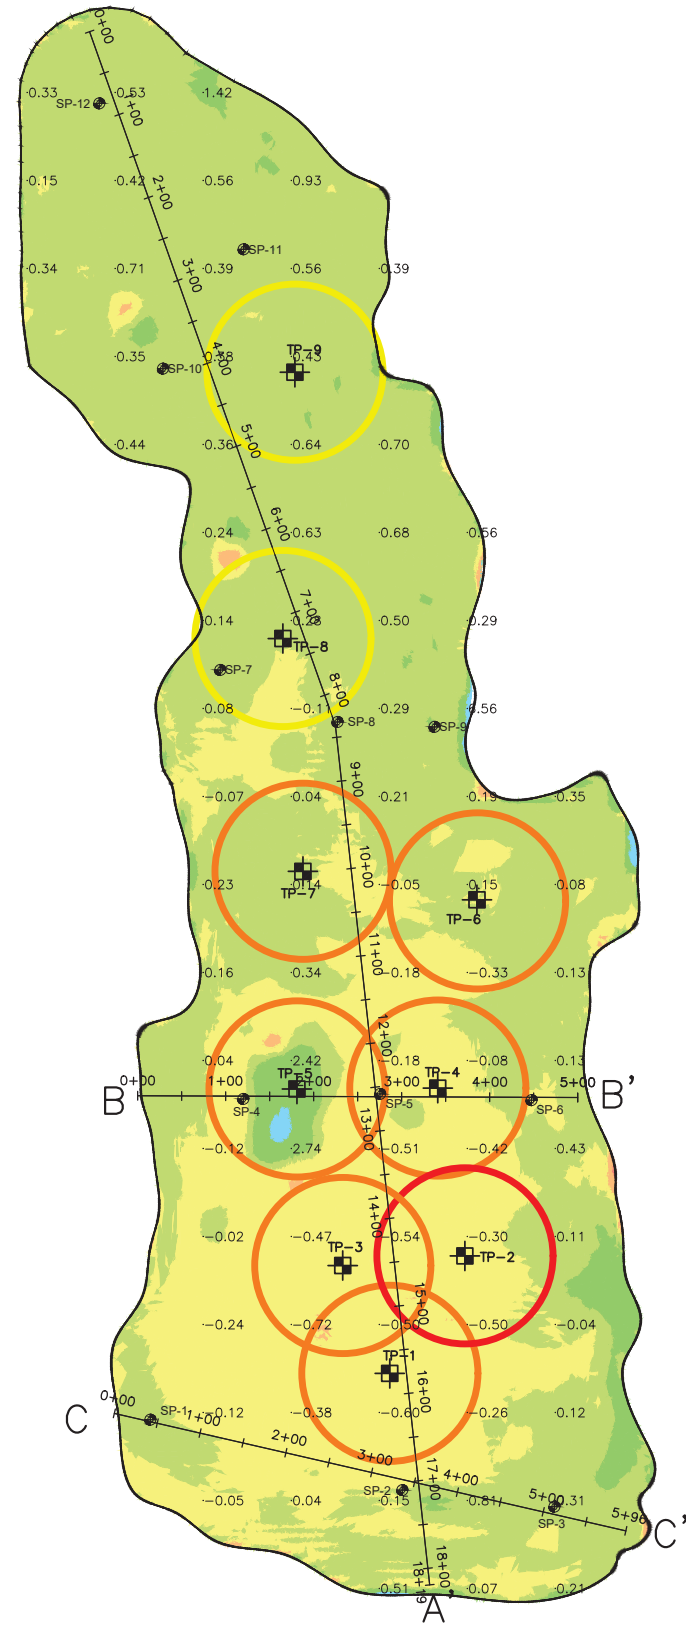 0+00
·0.33 ·0.53 ·1.42
SP-12
1+00
·0.15 ·0.42 ·0.56 ·0.93
2+00
SP-11
·0.34 ·0.71 ·0.39 ·0.56 ·0.39
3+00
TP-9
·0.35 ·0.38 ·0.43
4+00
SP-10
·0.44 ·0.36 ·0.64 ·0.70
5+00
·0.24 ·0.63 ·0.68 ·0.56
6+00
7+00
·0.14 ·0.28 ·0.50 ·0.29
TP-8
SP-7
8+00
·0.08 ·-0.11 ·0.29
SP-8 SP-9
9+00
·-0.07 ·0.04 ·0.21 ·0.19 ·0.35
10+00
·0.23 ·0.14 ·-0.05 ·0.15 ·0.08
TP-7
TP-6
11+00
·0.16 ·0.34 ·-0.18 ·-0.33 ·0.13
12+00
·0.04 ·2.42 ·-0.18 ·-0.08 ·0.13
TP-5 TP-4
0+00 1+00 2+00 3+00 4+00 5+00
B B'
SP-4 SP-5 SP-6
13+00
·-0.12 ·2.74 ·-0.51 ·-0.42 ·0.43
14+00
·-0.02 ·-0.47 ·-0.54 ·-0.30 ·0.11
TP-3 TP-2
15+00
·-0.24 ·-0.72 ·-0.50 ·-0.50 ·-0.04
TP-1
16+00
0+00
C
SP-1 1+00
·-0.12 ·-0.38 ·-0.60 ·-0.26 ·0.12
2+00
3+00
17+00
4+00
SP-2
·-0.05 ·0.04 ·0.15 ·0.81 5+00 ·0.31
5+96
SP-3
C'
18+00
18+19
·0.51 ·0.07 ·0.21
A'